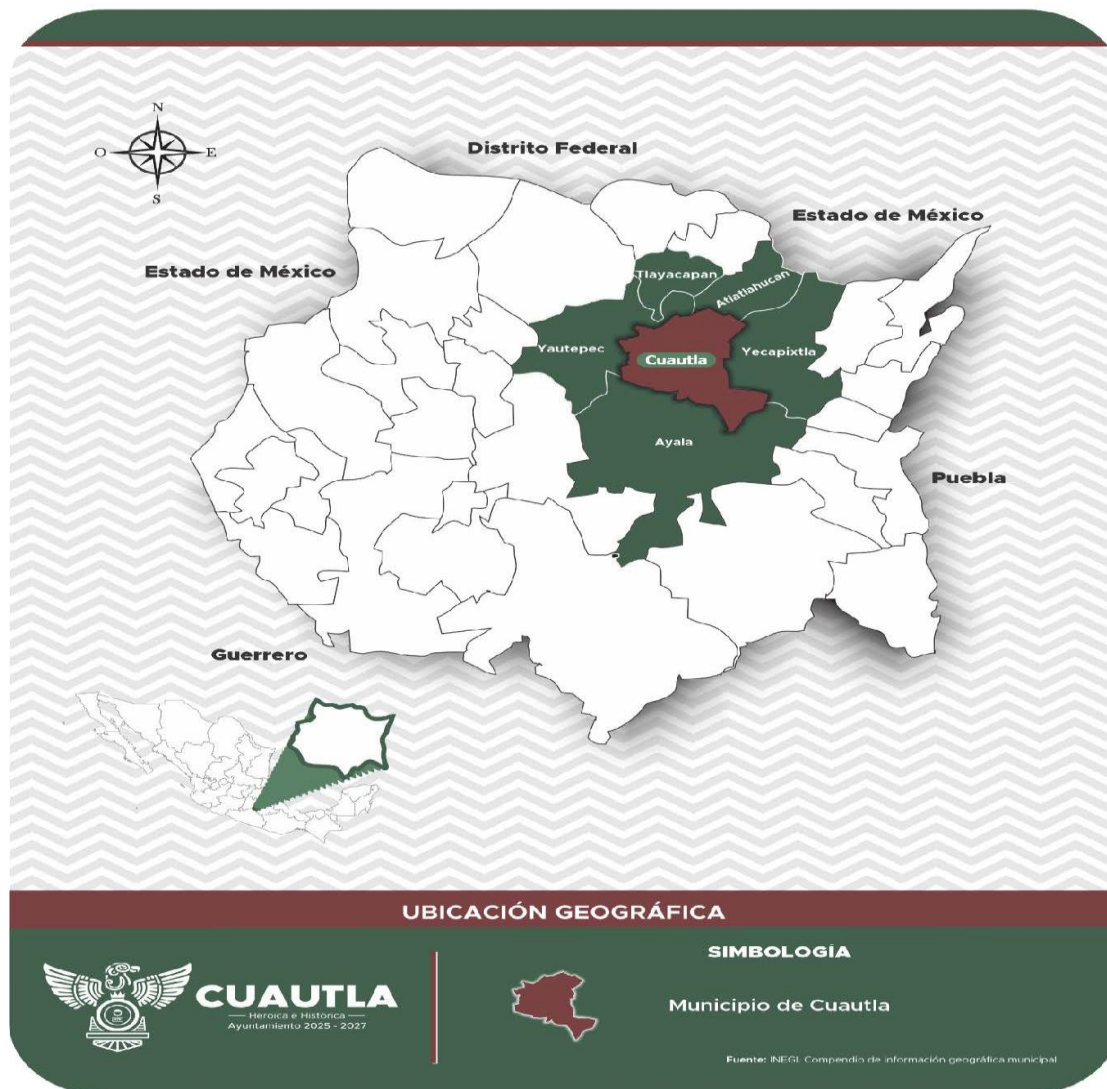 N
O
E
S
Distrito Federal
Estado de México
Estado de México
Tlayacapan
Atlatlahucan
Yautepec
Cuautla
Yecapixtla
Ayala
Puebla
Guerrero
UBICACIÓN GEOGRÁFICA
SIMBOLOGÍA
CUAUTLA
Heroica e Histórica
Ayuntamiento 2025 - 2027
Municipio de Cuautla
Fuente: INEGI. Compendio de información geográfica municipal